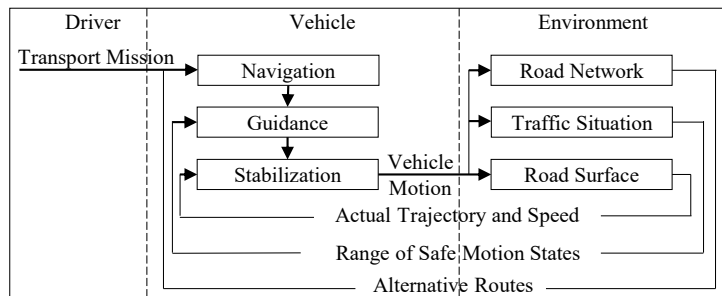 Driver
Vehicle
Environment
Transport Mission
Navigation
Road Network
Guidance
Traffic Situation
Stabilization
Vehicle
Motion
Road Surface
Actual Trajectory and Speed
Range of Safe Motion States
Alternative Routes